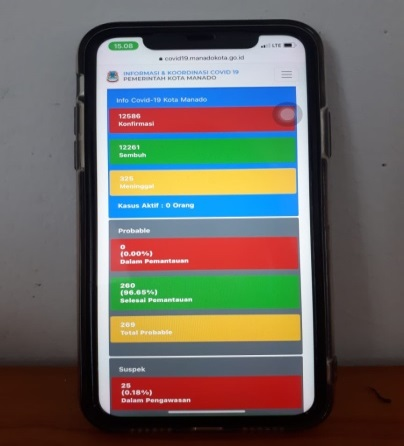 15.08
LTE
covid19.manadokota.go.id
INFORMASI & KOORDINASI COVID 19
PEMERINTAH KOTA MANADO
Info Covid-19 Kota Manado
12586
Konfirmasi
12261
Sembuh
325
Meninggal
Kasus Aktif : 0 Orang
Probable
0
(0.00%)
Dalam Pemantauan
260
(96.65%)
Selesai Pemantauan
269
Total Probable
Suspek
25
(0.18%)
Dalam Pengawasan